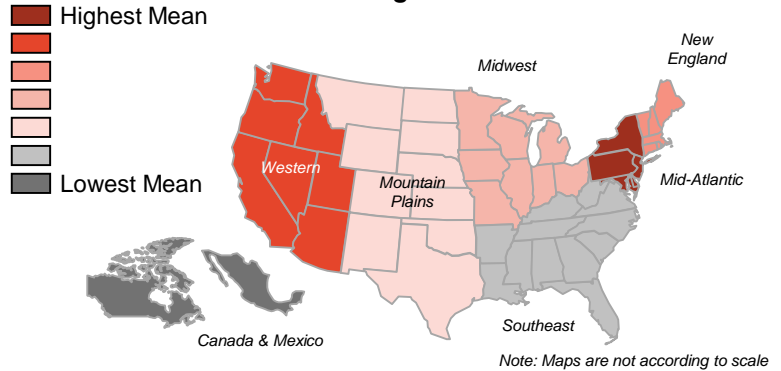 Highest Mean
Lowest Mean
New
England
Midwest
Western
Mountain
Plains
Mid-Atlantic
Southeast
Canada & Mexico
Note: Maps are not according to scale